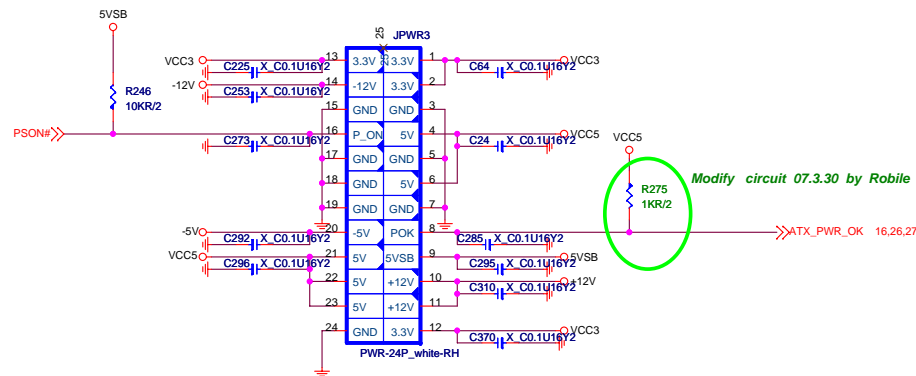 5VSB
25
JPWR3
25
VCC3
13
3.3V
3.3V
1
VCC3
C225
X_C0.1U16Y2
C64
X_C0.1U16Y2
R246
10KR/2
-12V
14
-12V
3.3V
2
C253
X_C0.1U16Y2
15
GND
GND
3
PSON#
16
P_ON
5V
4
VCC5
C273
X_C0.1U16Y2
C24
X_C0.1U16Y2
VCC5
17
GND
GND
5
18
GND
5V
6
Modify circuit 07.3.30 by Robile
R275
1KR/2
19
GND
GND
7
-5V
20
-5V
POK
8
ATX_PWR_OK 16,26,27
C292
X_C0.1U16Y2
C285
X_C0.1U16Y2
VCC5
21
5V
5VSB
9
5VSB
C296
X_C0.1U16Y2
C295
X_C0.1U16Y2
22
5V
+12V
10
+12V
C310
X_C0.1U16Y2
23
5V
+12V
11
24
GND
3.3V
12
VCC3
C370
X_C0.1U16Y2
PWR-24P_white-RH